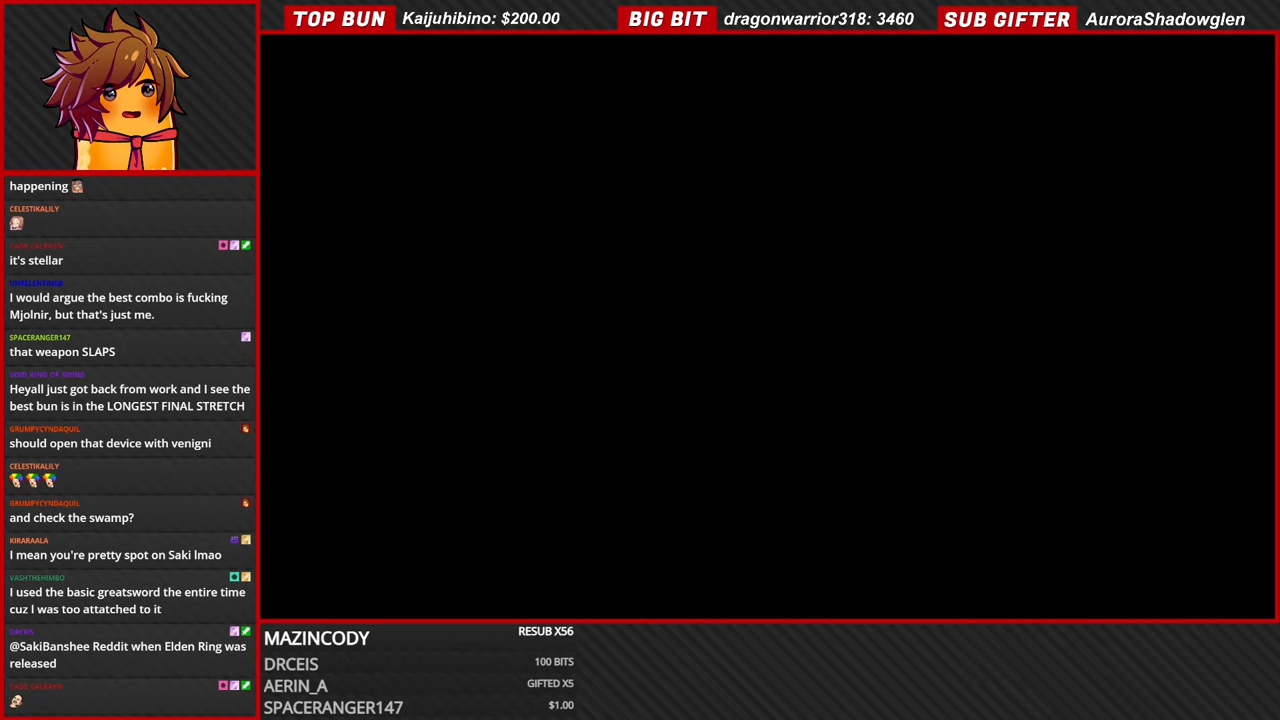 TOP BUN Kaijuhibino: $200.00 BIG BIT dragonwarrior318: 3460 SUB GIFTER AuroraShadowglen
happening
CELESTIKALILY
it's stellar
I would argue the best combo is fucking
Mjolnir, but that's just me.
SPACERANGER147
that weapon SLAPS
VOID_KING_OF_SWING
Heyall just got back from work and I see the
best bun is in the LONGEST FINAL STRETCH
GRUMPYCYNDAQUIL
should open that device with venigni
CELESTIKALILY
GRUMPYCYNDAQUIL
and check the swamp?
KIRARAALA
I mean you're pretty spot on Saki lmao
VASHTHEHIMBO
I used the basic greatsword the entire time
cuz I was too attatched to it
DRCEIS
@SakiBanshee Reddit when Elden Ring was
released
MAZINCODY RESUB X56
DRCEIS 100 BITS
AERIN_A GIFTED X5
SPACERANGER147 $1.00